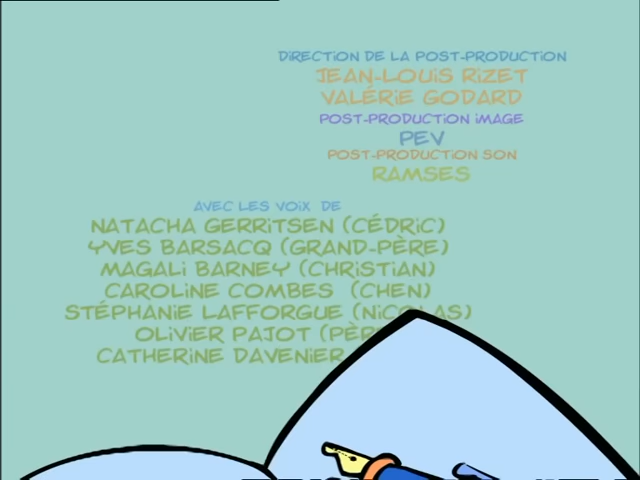 DIRECTION DE LA POST-PRODUCTION
JEAN-LOUIS RIZET
VALÉRIE GODARD
POST-PRODUCTION IMAGE
PEV
POST-PRODUCTION SON
RAMSES
AVEC LES VOIX DE
NATACHA GERRITSEN (CÉDRIC)
YVES BARSACQ (GRAND-PÈRE)
MAGALI BARNEY (CHRISTIAN)
CAROLINE COMBES (CHEN)
STÉPHANIE LAFFORGUE (NICOLAS)
OLIVIER PAJOT
CATHERINE DAVENIER